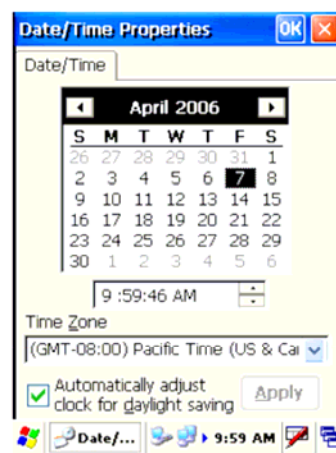 Date/Time Properties OK
Date/Time
April 2006
S M T W T F S
26 27 28 29 30 31 1
2 3 4 5 6 7 8
9 10 11 12 13 14 15
16 17 18 19 20 21 22
23 24 25 26 27 28 29
30 1 2 3 4 5 6
9 :59:46 AM
Time Zone
(GMT-08:00) Pacific Time (US & Ca
Automatically adjust
clock for daylight saving
Apply
Date/... 9:59 AM